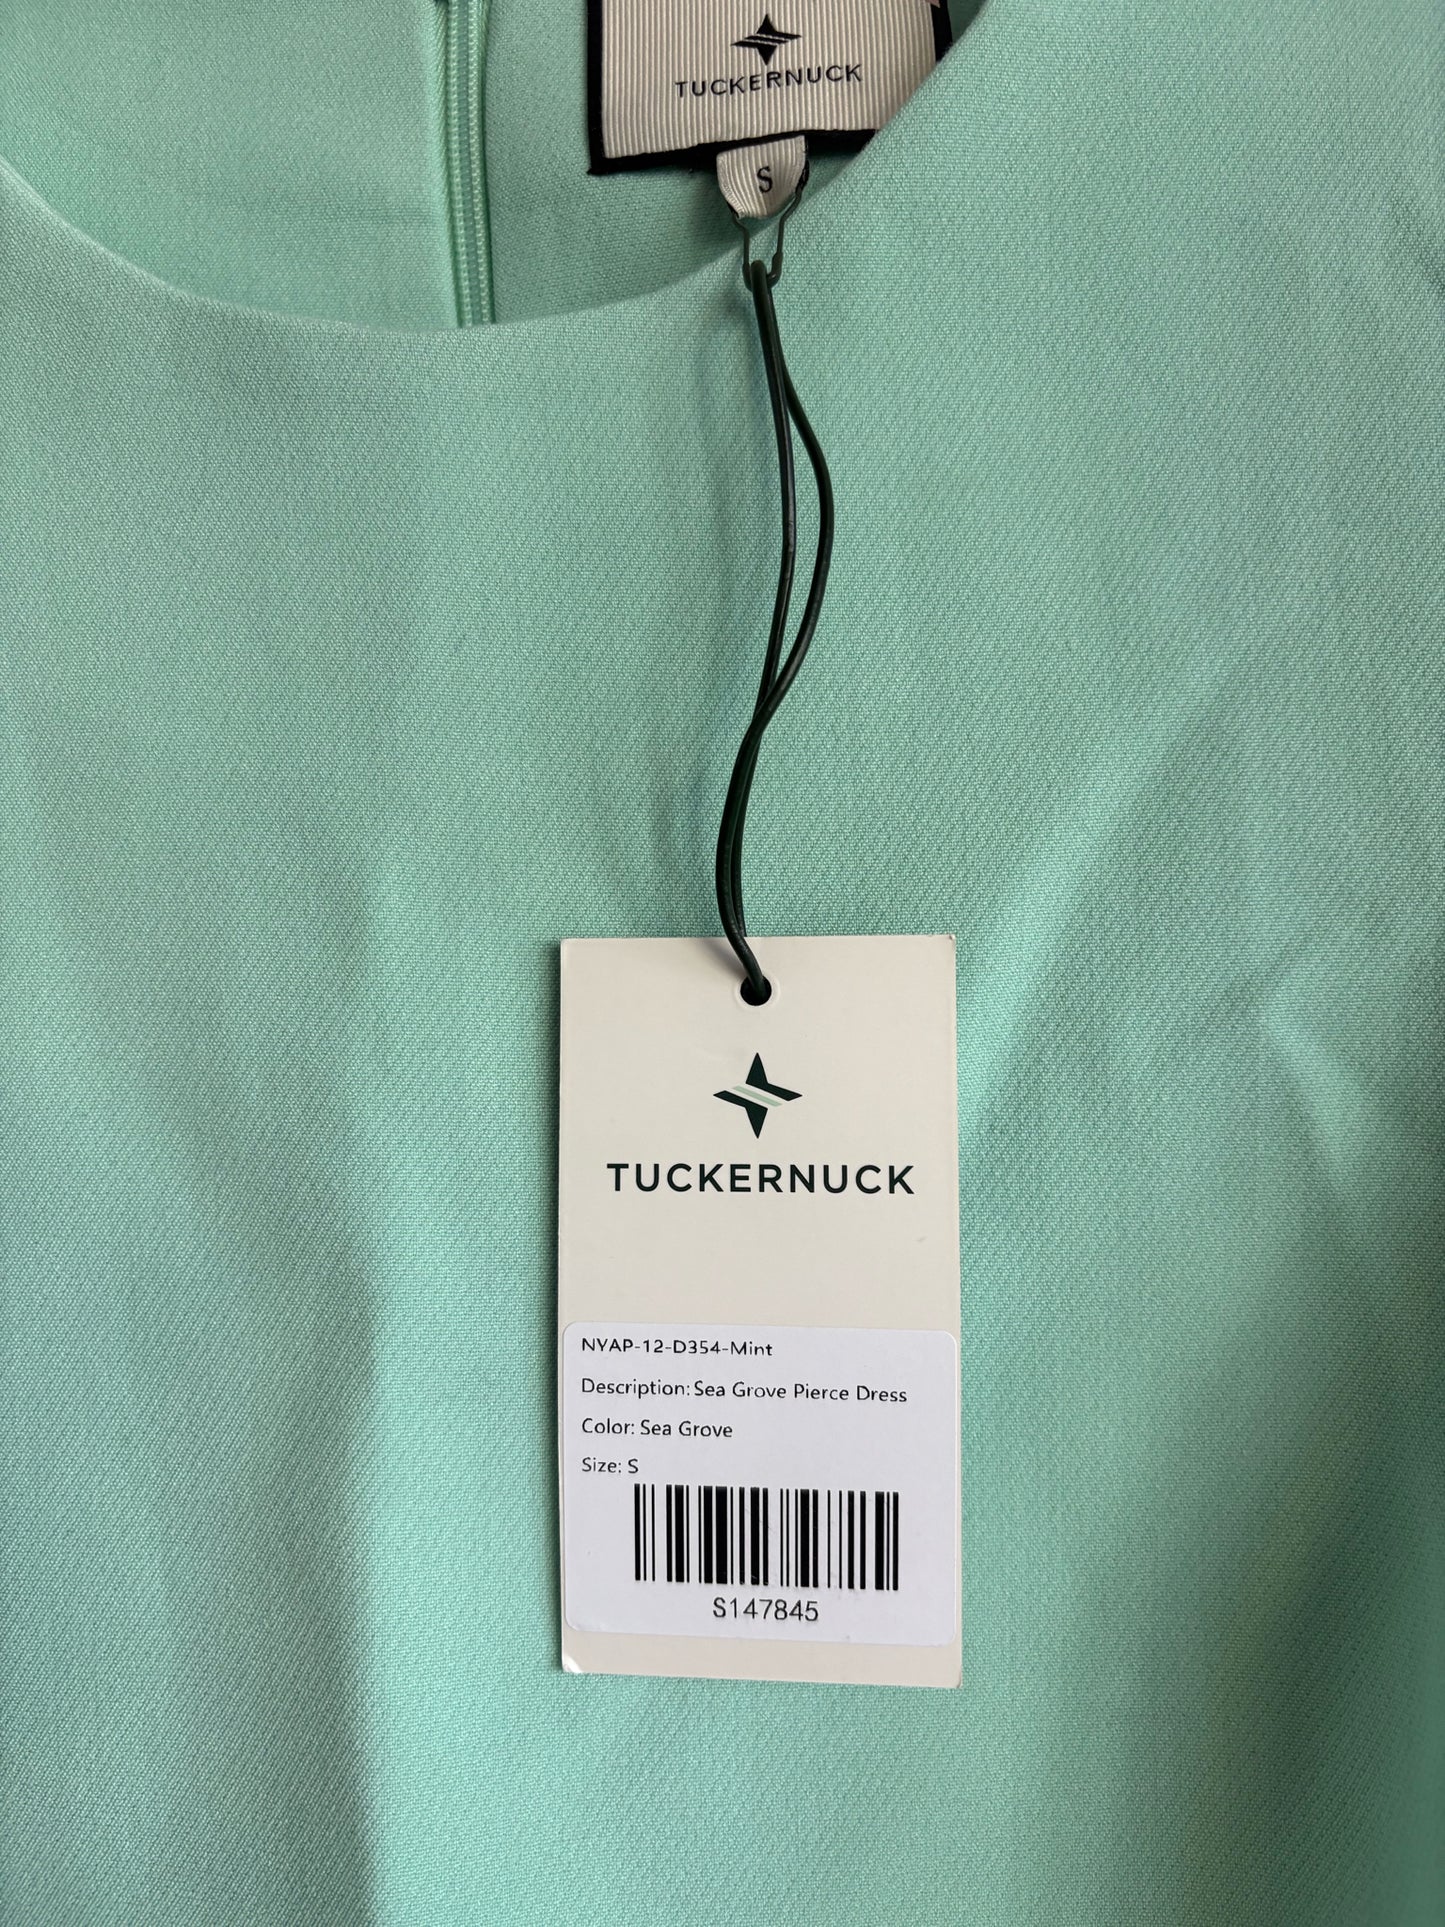 TUCKERNUCK
S
TUCKERNUCK
NYAP-12-D354-Mint
Description: Sea Grove Pierce Dress
Color: Sea Grove
Size: S
S147845